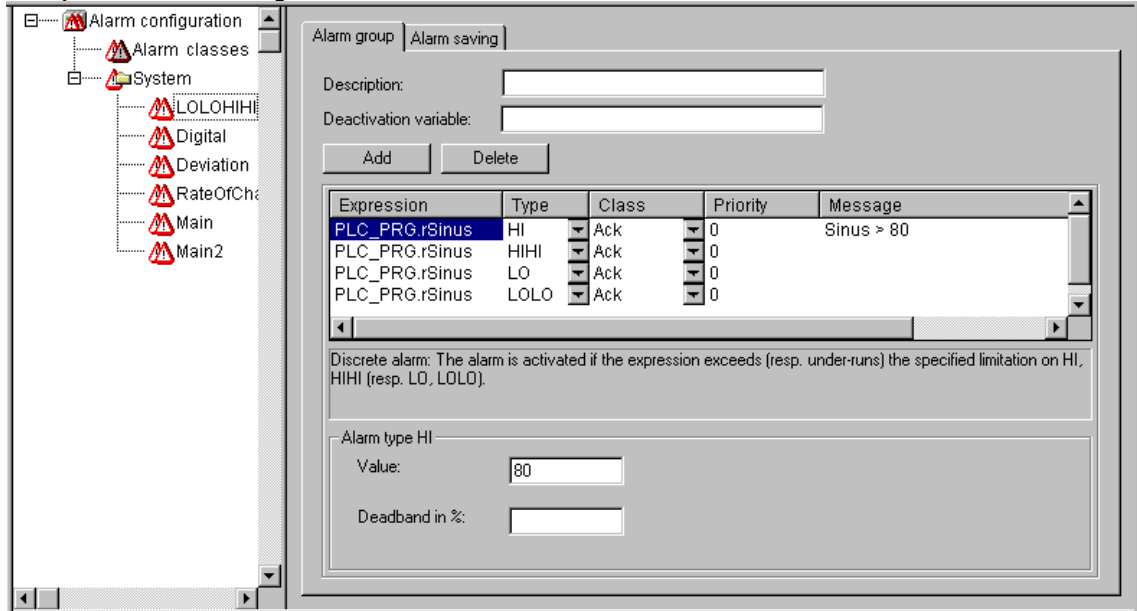 Alarm configuration
Alarm classes
System
LOLOHIHI
Digital
Deviation
RateOfCha
Main
Main2
Alarm group Alarm saving
Description:
Deactivation variable:
Add Delete
Expression Type Class Priority Message
PLC_PRG.rSinus HI Ack 0 Sinus > 80
PLC_PRG.rSinus HIHI Ack 0
PLC_PRG.rSinus LO Ack 0
PLC_PRG.rSinus LOLO Ack 0
Discrete alarm: The alarm is activated if the expression exceeds (resp. under-runs) the specified limitation on HI,
HIHI (resp. LO, LOLO).
Alarm type HI
Value: 80
Deadband in %: